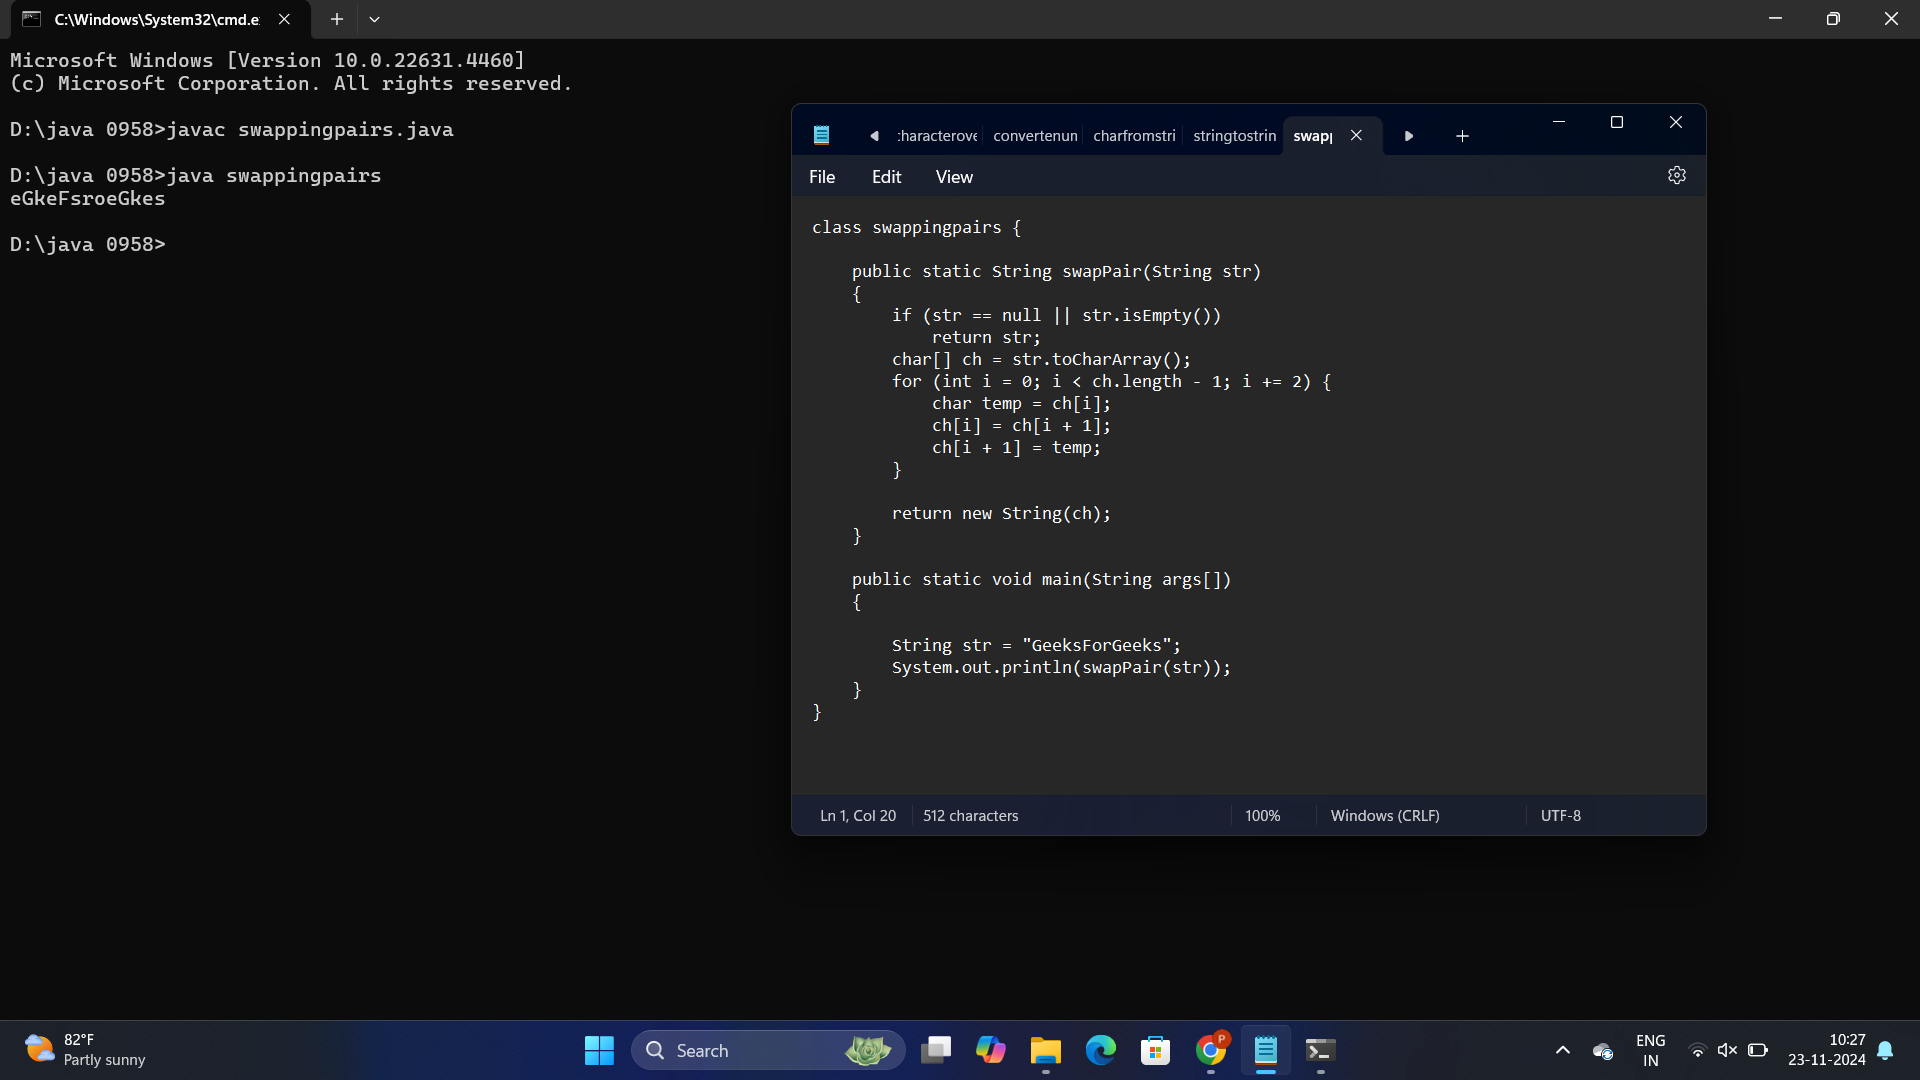 C:\Windows\System32\cmd.e
Microsoft Windows [Version 10.0.22631.4460]
(c) Microsoft Corporation. All rights reserved.
D:\java 0958>javac swappingpairs.java
D:\java 0958>java swappingpairs
eGkeFsroeGkes
D:\java 0958>
:haracterove convertenun charfromstri stringtostrin swapp
File Edit View
class swappingpairs {
public static String swapPair(String str)
{
if (str == null || str.isEmpty())
return str;
char[] ch = str.toCharArray();
for (int i = 0; i < ch.length - 1; i += 2) {
char temp = ch[i];
ch[i] = ch[i + 1];
ch[i + 1] = temp;
}
return new String(ch);
}
public static void main(String args[])
{
String str = "GeeksForGeeks";
System.out.println(swapPair(str));
}
}
Ln 1, Col 20 512 characters 100% Windows (CRLF) UTF-8
82°F
Partly sunny
Search
P
ENG
IN
10:27
23-11-2024